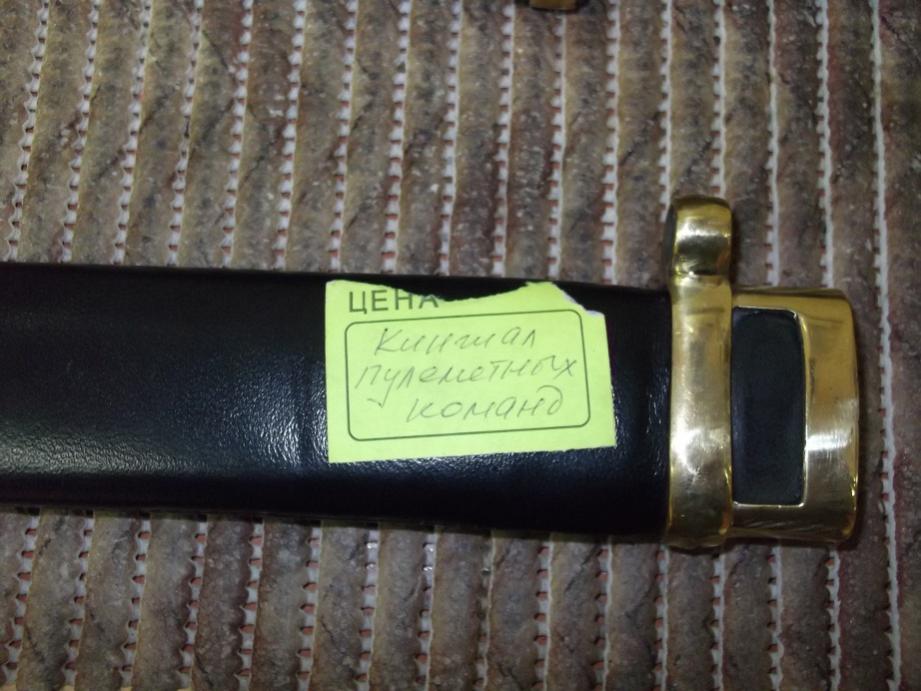 ЦЕНА
Кинжал
пулеметных
команд